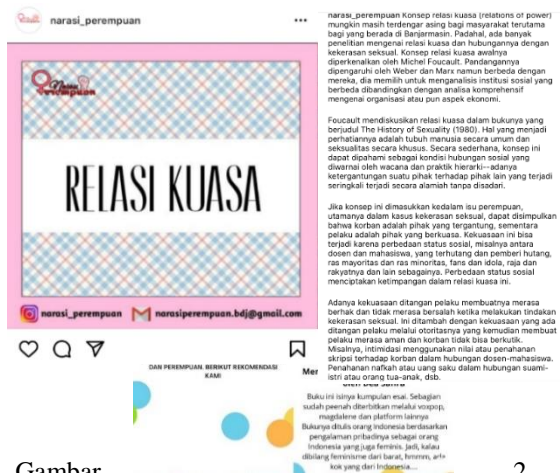 narasi_perempuan
Narasi
Perempuan
RELASI KUASA
narasi_perempuan narasiperempuan.bdj@gmail.com
narasi_perempuan Konsep relasi kuasa (relations of power)
mungkin masih terdengar asing bagi masyarakat terutama
bagi yang berada di Banjarmasin. Padahal, ada banyak
penelitian mengenai relasi kuasa dan hubungannya dengan
kekerasan seksual. Konsep relasi kuasa awalnya
diperkenalkan oleh Michel Foucault. Pandangannya
dipengaruhi oleh Weber dan Marx namun berbeda dengan
mereka, dia memilih untuk menganalisis institusi sosial yang
berbeda dibandingkan dengan analisa komprehensif
mengenai organisasi atau pun aspek ekonomi.
Foucault mendiskusikan relasi kuasa dalam bukunya yang
berjudul The History of Sexuality (1980). Hal yang menjadi
perhatiannya adalah tubuh manusia secara umum dan
seksualitas secara khusus. Secara sederhana, konsep ini
dapat dipahami sebagai kondisi hubungan sosial yang
diwarnai oleh wacana dan praktik hierarki--adanya
ketergantungan suatu pihak terhadap pihak lain yang terjadi
seringkali terjadi secara alamiah tanpa disadari.
Jika konsep ini dimasukkan kedalam isu perempuan,
utamanya dalam kasus kekerasan seksual, dapat disimpulkan
bahwa korban adalah pihak yang tergantung, sementara
pelaku adalah pihak yang berkuasa. Kekuasaan ini bisa
terjadi karena perbedaan status sosial, misalnya antara
dosen dan mahasiswa, yang terhutang dan pemberi hutang,
ras mayoritas dan ras minoritas, fans dan idola, raja dan
rakyatnya dan lain sebagainya. Perbedaan status sosial
menciptakan ketimpangan dalam relasi kuasa ini.
Adanya kekuasaan ditangan pelaku membuatnya merasa
berhak dan tidak merasa bersalah ketika melakukan tindakan
kekerasan seksual. Ini ditambah dengan kekuasaan yang ada
ditangan pelaku melalui otoritasnya yang kemudian membuat
pelaku merasa aman dan korban tidak bisa berkutik.
Misalnya, intimidasi menggunakan nilai atau penahanan
skripsi terhadap korban dalam hubungan dosen-mahasiswa.
Penahanan nafkah atau uang saku dalam hubungan suami-
istri atau orang tua-anak, dsb.
DAN PEREMPUAN. BERIKUT REKOMENDASI
KAMI:
Mer
Buku ini isinya kumpulan esai. Sebagian
sudah peenah diterbitkan melalui voxpop,
magdalene dan platform lainnya
Bukunya ditulis orang Indonesia berdasarkan
pengalaman pribadinya sebagai orang
Indonesia yang juga feminis. Jadi, kalau
dibilang feminisme dari barat, hmmm,
kok yang dari Indonesia....
Gambar 2